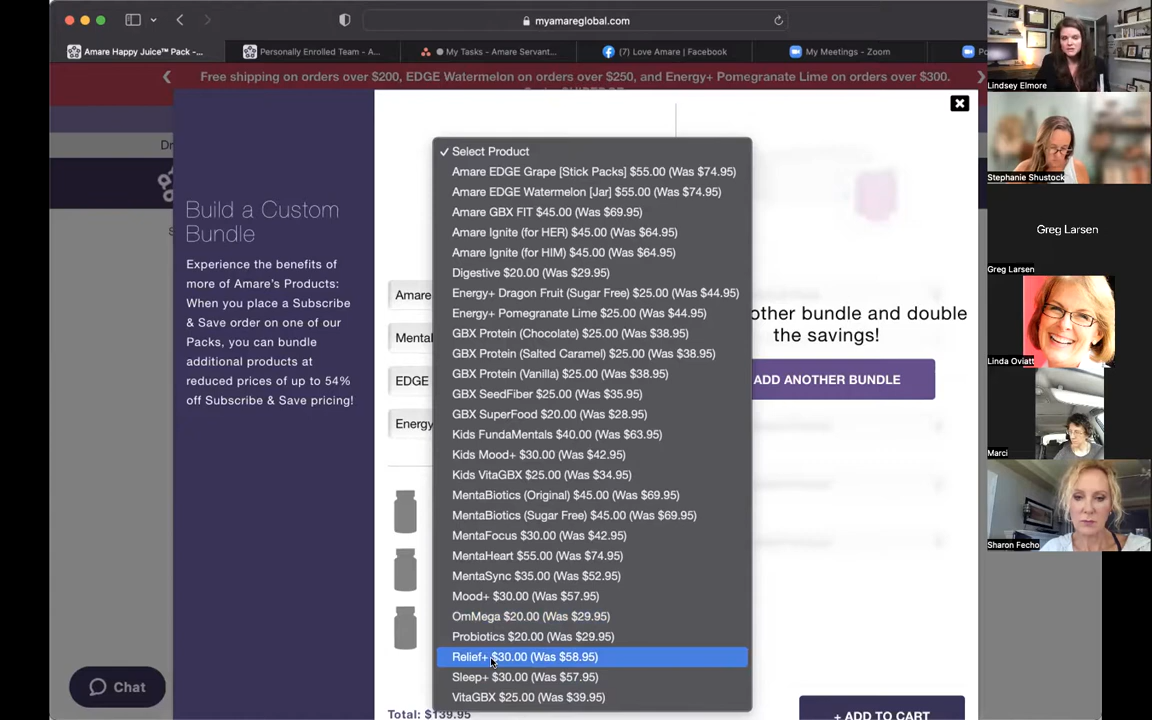 myamareglobal.com
Amare Happy Juice™ Pack -...
Personally Enrolled Team - A...
My Tasks - Amare Servant...
(7) Love Amare | Facebook
My Meetings - Zoom
Free shipping on orders over $200, EDGE Watermelon on orders over $250, and Energy+ Pomegranate Lime on orders over $300.
Build a Custom
Bundle
Experience the benefits of
more of Amare's Products:
When you place a Subscribe
& Save order on one of our
Packs, you can bundle
additional products at
reduced prices of up to 54%
off Subscribe & Save pricing!
Amare
Mental
EDGE
Energy
✓ Select Product
Amare EDGE Grape [Stick Packs] $55.00 (Was $74.95)
Amare EDGE Watermelon [Jar] $55.00 (Was $74.95)
Amare GBX FIT $45.00 (Was $69.95)
Amare Ignite (for HER) $45.00 (Was $64.95)
Amare Ignite (for HIM) $45.00 (Was $64.95)
Digestive $20.00 (Was $29.95)
Energy+ Dragon Fruit (Sugar Free) $25.00 (Was $44.95)
Energy+ Pomegranate Lime $25.00 (Was $44.95)
GBX Protein (Chocolate) $25.00 (Was $38.95)
GBX Protein (Salted Caramel) $25.00 (Was $38.95)
GBX Protein (Vanilla) $25.00 (Was $38.95)
GBX SeedFiber $25.00 (Was $35.95)
GBX SuperFood $20.00 (Was $28.95)
Kids FundaMentals $40.00 (Was $63.95)
Kids Mood+ $30.00 (Was $42.95)
Kids VitaGBX $25.00 (Was $34.95)
MentaBiotics (Original) $45.00 (Was $69.95)
MentaBiotics (Sugar Free) $45.00 (Was $69.95)
MentaFocus $30.00 (Was $42.95)
MentaHeart $55.00 (Was $74.95)
MentaSync $35.00 (Was $52.95)
Mood+ $30.00 (Was $57.95)
OmMega $20.00 (Was $29.95)
Probiotics $20.00 (Was $29.95)
Relief+ $30.00 (Was $58.95)
Sleep+ $30.00 (Was $57.95)
VitaGBX $25.00 (Was $39.95)
other bundle and double
the savings!
ADD ANOTHER BUNDLE
Chat
Total: $139.95
+ ADD TO CART
Lindsey Elmore
Stephanie Shustock
Greg Larsen
Greg Larsen
Linda Oviatt
Marci
Sharon Fecho